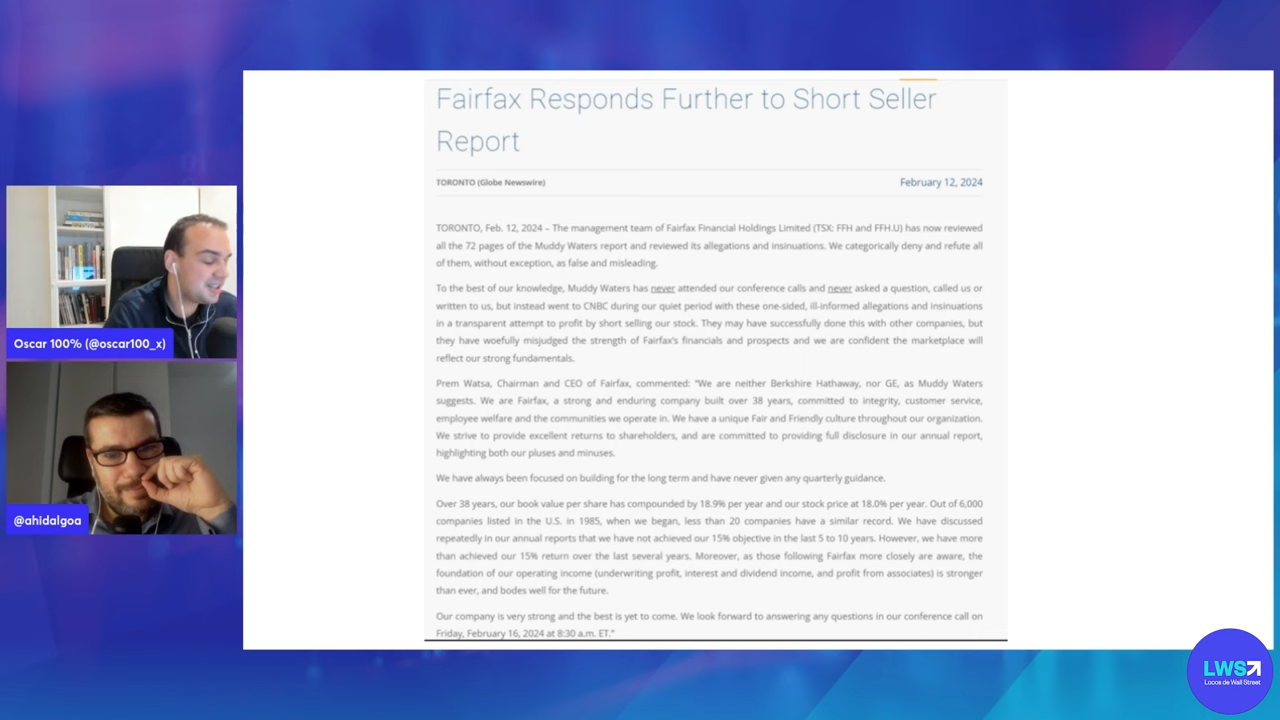 Fairfax Responds Further to Short Seller
Report
TORONTO (Globe Newswire)
February 12, 2024
TORONTO, Feb. 12, 2024 – The management team of Fairfax Financial Holdings Limited (TSX: FFH and FFH.U) has now reviewed
all the 72 pages of the Muddy Waters report and reviewed its allegations and insinuations. We categorically deny and refute all
of them, without exception, as false and misleading.
To the best of our knowledge, Muddy Waters has never attended our conference calls and never asked a question, called us or
written to us, but instead went to CNBC during our quiet period with these one-sided, ill-informed allegations and insinuations
in a transparent attempt to profit by short selling our stock. They may have successfully done this with other companies, but
they have woefully misjudged the strength of Fairfax's financials and prospects and we are confident the marketplace will
reflect our strong fundamentals.
Prem Watsa, Chairman and CEO of Fairfax, commented: "We are neither Berkshire Hathaway, nor GE, as Muddy Waters
suggests. We are Fairfax, a strong and enduring company built over 38 years, committed to integrity, customer service,
employee welfare and the communities we operate in. We have a unique Fair and Friendly culture throughout our organization.
We strive to provide excellent returns to shareholders, and are committed to providing full disclosure in our annual report,
highlighting both our pluses and minuses.
We have always been focused on building for the long term and have never given any quarterly guidance.
Over 38 years, our book value per share has compounded by 18.9% per year and our stock price at 18.0% per year. Out of 6,000
companies listed in the U.S. in 1985, when we began, less than 20 companies have a similar record. We have discussed
repeatedly in our annual reports that we have not achieved our 15% objective in the last 5 to 10 years. However, we have more
than achieved our 15% return over the last several years. Moreover, as those following Fairfax more closely are aware, the
foundation of our operating income (underwriting profit, interest and dividend income, and profit from associates) is stronger
than ever, and bodes well for the future.
Our company is very strong and the best is yet to come. We look forward to answering any questions in our conference call on
Friday, February 16, 2024 at 8:30 a.m. ET."
Oscar 100% (@oscar100_x)
@ahidalgoa
LWS
Locos de Wall Street